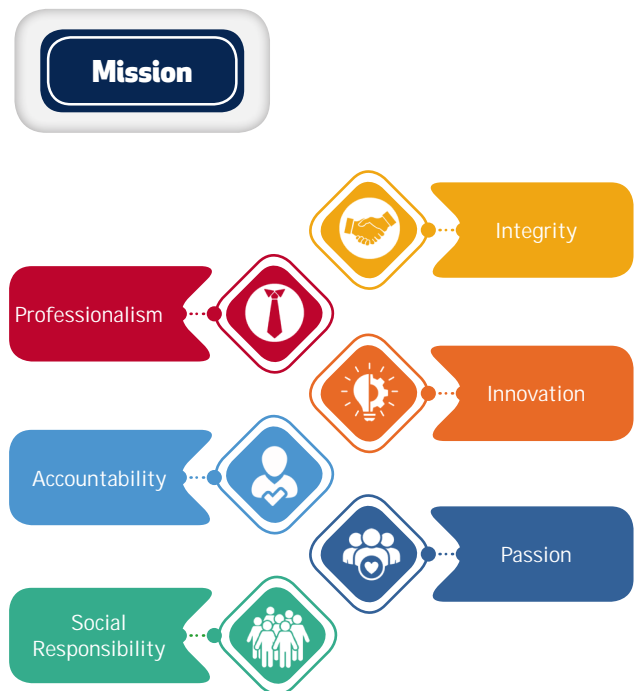 Mission
Integrity
Professionalism
Innovation
Accountability
Passion
Social
Responsibility